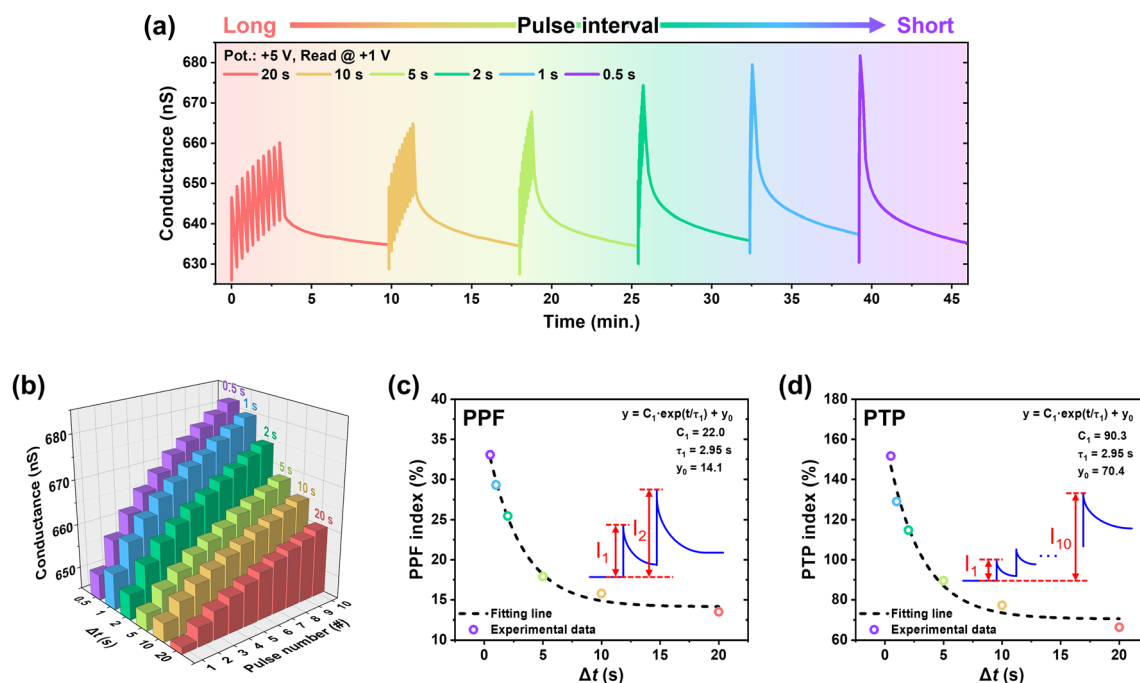 Long Pulse interval Short
(a)
Pot.: +5 V, Read @ +1 V
20 s 10 s 5 s 2 s 1 s 0.5 s
Conductance (nS)
680
670
660
650
640
630
0 5 10 15 20 25 30 35 40 45
Time (min.)
(b)
Conductance (nS)
680
670
660
650
0.5 s
1 s
2 s
5 s
10 s
20 s
0.5
1
2
5
10
20
Δt (s)
1 2 3 4 5 6 7 8 9 10
Pulse number (#)
(c)
PPF
y = C₁·exp(t/τ₁) + y₀
C₁ = 22.0
τ₁ = 2.95 s
y₀ = 14.1
PPF index (%)
40
35
30
25
20
15
10
I₁
I₂
Fitting line
Experimental data
0 5 10 15 20
Δt (s)
(d)
PTP
y = C₁·exp(t/τ₁) + y₀
C₁ = 90.3
τ₁ = 2.95 s
y₀ = 70.4
PTP index (%)
180
160
140
120
100
80
60
I₁
I₁₀
Fitting line
Experimental data
0 5 10 15 20
Δt (s)